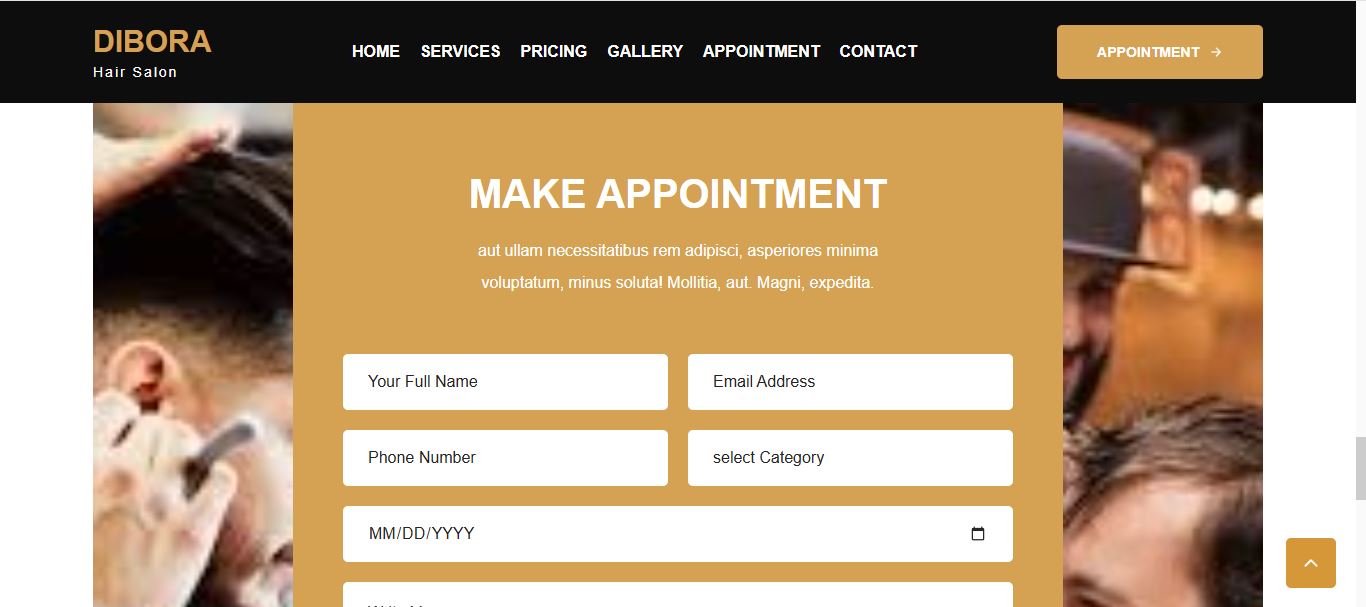 DIBORA
Hair Salon
HOME SERVICES PRICING GALLERY APPOINTMENT CONTACT
APPOINTMENT →
MAKE APPOINTMENT
aut ullam necessitatibus rem adipisci, asperiores minima
voluptatum, minus soluta! Mollitia, aut. Magni, expedita.
Your Full Name
Email Address
Phone Number
select Category
MM/DD/YYYY